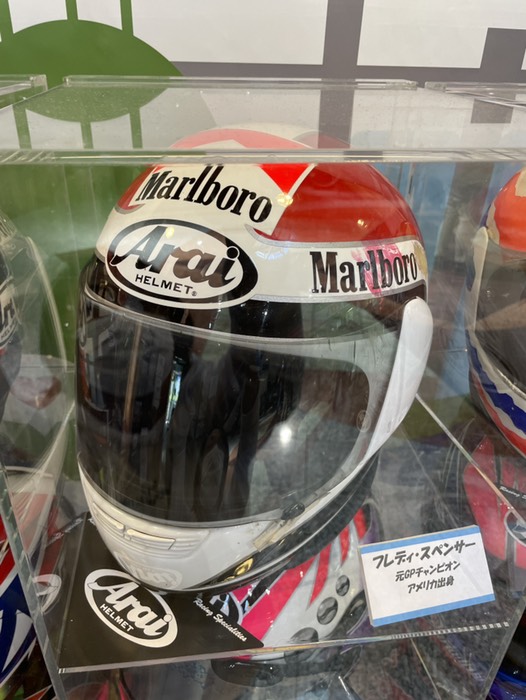 Marlboro
Arai
HELMET®
Marlboro
フレディ・スペンサー
元GPチャンピオン
アメリカ出身
Arai
HELMET
Racing Specialities